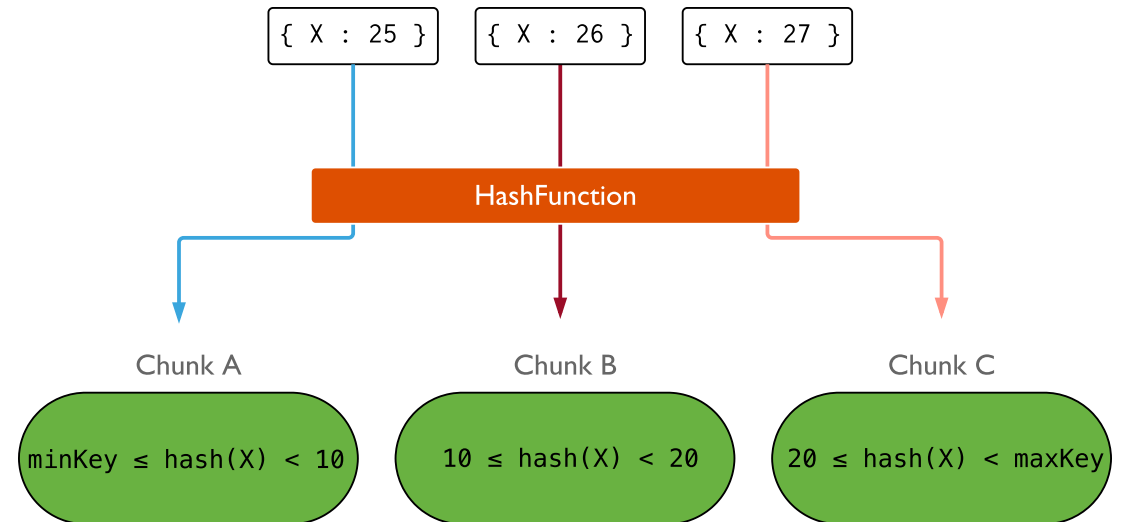 { X : 25 }
{ X : 26 }
{ X : 27 }
HashFunction
Chunk A
Chunk B
Chunk C
minKey ≤ hash(X) < 10
10 ≤ hash(X) < 20
20 ≤ hash(X) < maxKey